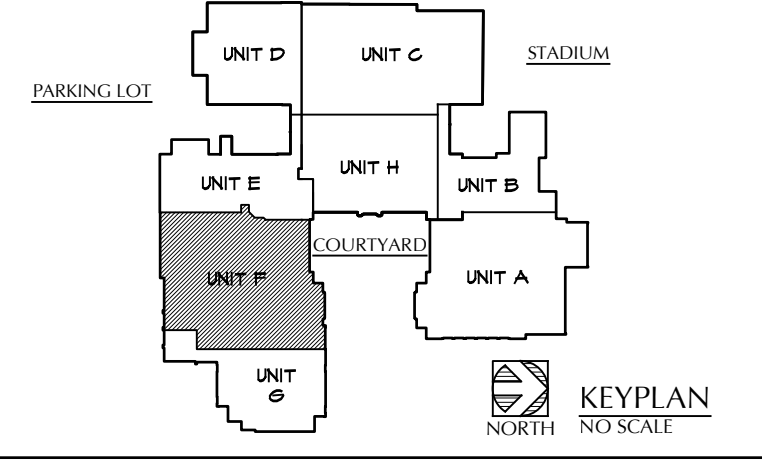 UNIT D
UNIT C
STADIUM
PARKING LOT
UNIT H
UNIT E
UNIT B
COURTYARD
UNIT F
UNIT A
UNIT
G
KEYPLAN
NORTH
NO SCALE